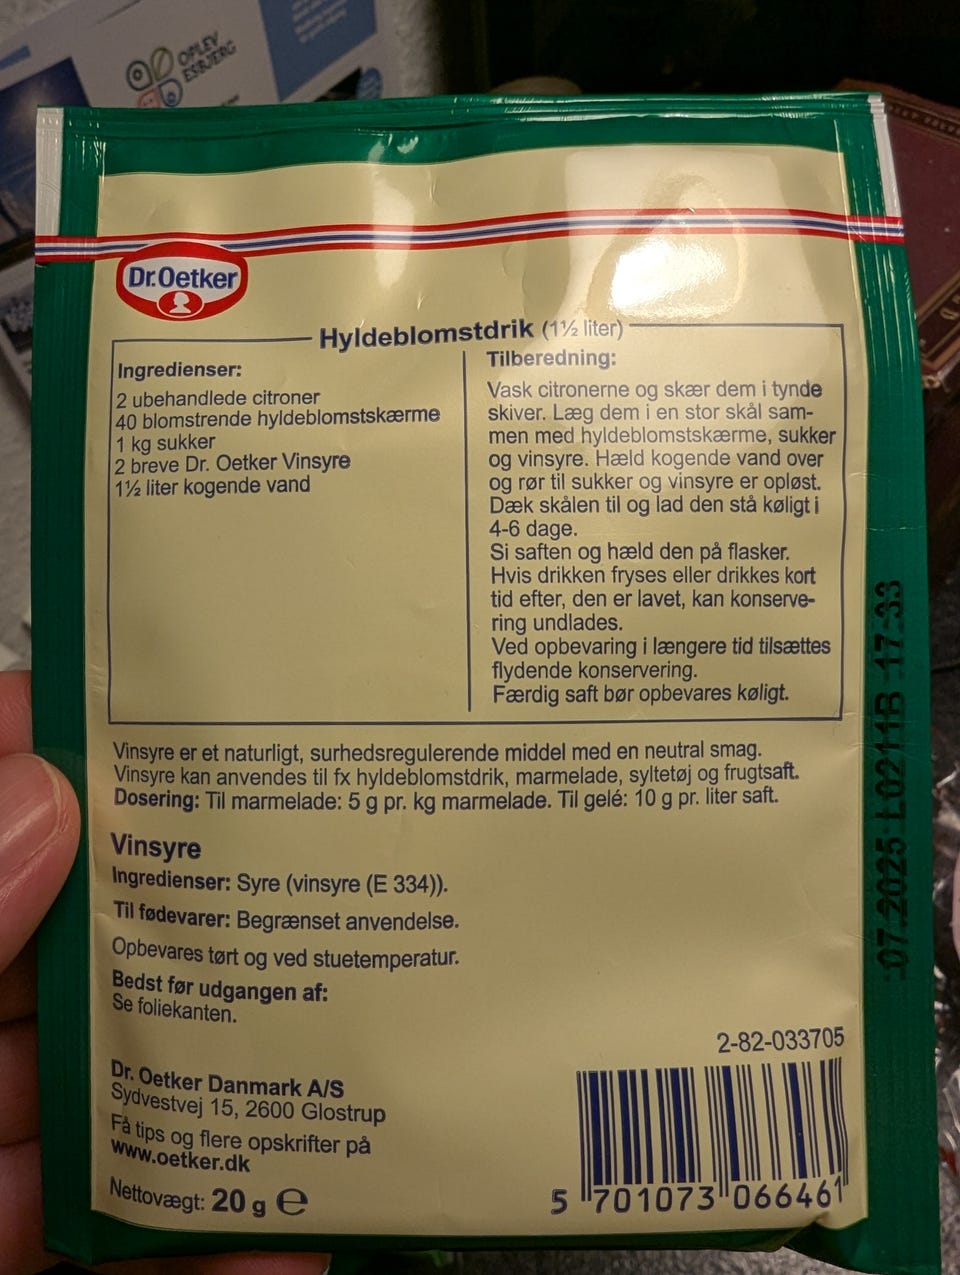 OPLEV
ESBJERG
Dr.Oetker
Hyldeblomstdrik (1½ liter)
Ingredienser:
2 ubehandlede citroner
40 blomstrende hyldeblomstskærme
1 kg sukker
2 breve Dr. Oetker Vinsyre
1½ liter kogende vand
Tilberedning:
Vask citronerne og skær dem i tynde
skiver. Læg dem i en stor skål sam-
men med hyldeblomstskærme, sukker
og vinsyre. Hæld kogende vand over
og rør til sukker og vinsyre er opløst.
Dæk skålen til og lad den stå køligt i
4-6 dage.
Si saften og hæld den på flasker.
Hvis drikken fryses eller drikkes kort
tid efter, den er lavet, kan konserve-
ring undlades.
Ved opbevaring i længere tid tilsættes
flydende konservering.
Færdig saft bør opbevares køligt.
Vinsyre er et naturligt, surhedsregulerende middel med en neutral smag.
Vinsyre kan anvendes til fx hyldeblomstdrik, marmelade, syltetøj og frugtsaft.
Dosering: Til marmelade: 5 g pr. kg marmelade. Til gelé: 10 g pr. liter saft.
Vinsyre
Ingredienser: Syre (vinsyre (E 334)).
Til fødevarer: Begrænset anvendelse.
Opbevares tørt og ved stuetemperatur.
Bedst før udgangen af:
Se foliekanten.
Dr. Oetker Danmark A/S
Sydvestvej 15, 2600 Glostrup
Få tips og flere opskrifter på
www.oetker.dk
Nettovægt: 20 g e
2-82-033705
5 701073 066461
07.2025 L0211B 17:33